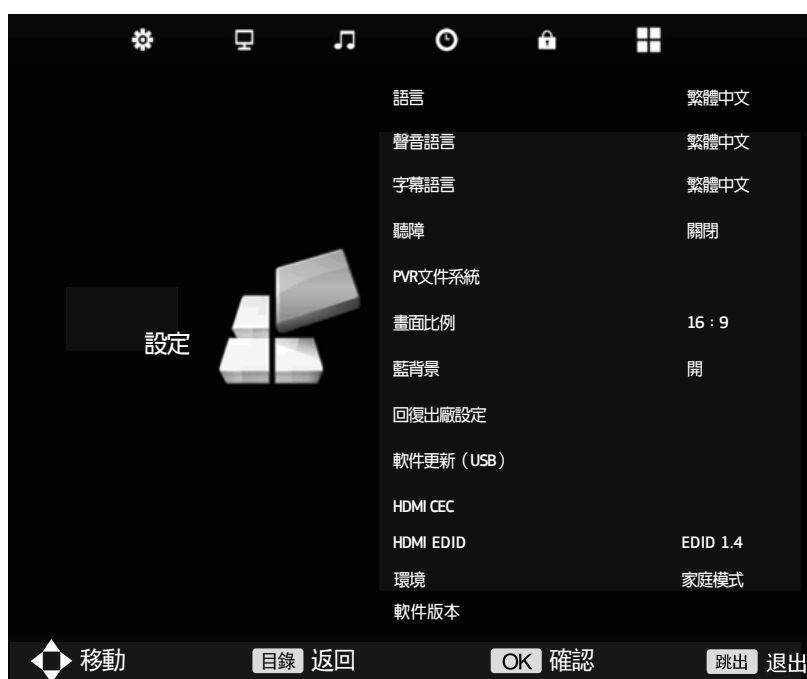 語言 繁體中文
聲音語言 繁體中文
字幕語言 繁體中文
聽障 關閉
PVR文件系統
畫面比例 16：9
設定
藍背景 開
回復出廠設定
軟件更新（USB）
HDMI CEC
HDMI EDID EDID 1.4
環境 家庭模式
軟件版本
移動 目錄 返回 OK 確認 跳出 退出